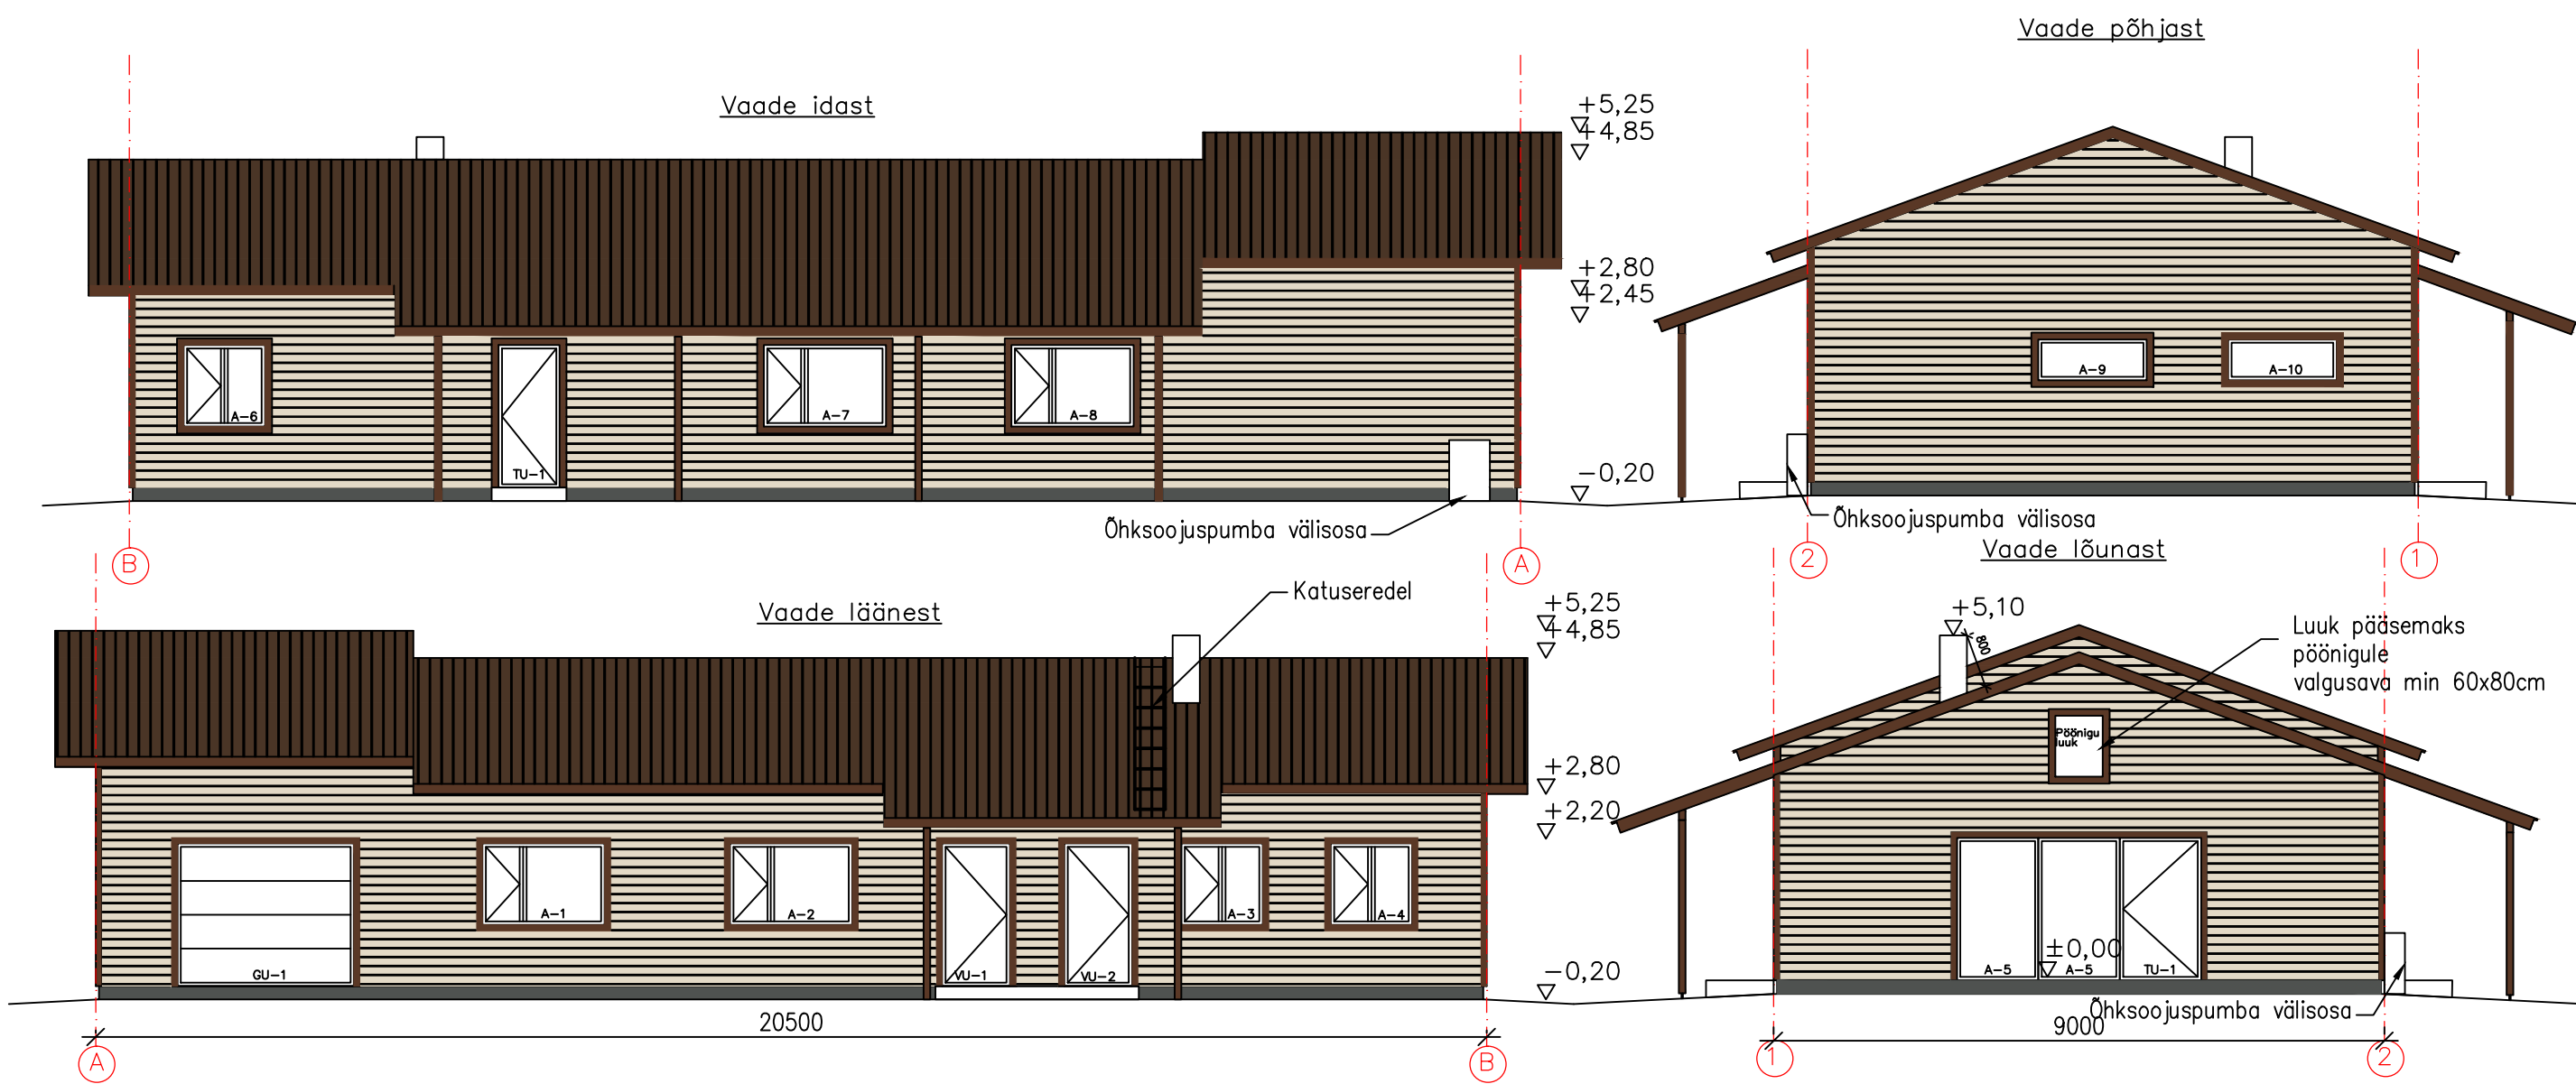 Vaade idast
+5,25
+4,85
+2,80
+2,45
-0,20
A-6
TU-1
A-7
A-8
Õhksoojuspumba välisosa
B
A
Vaade põhjast
A-9
A-10
Õhksoojuspumba välisosa
2
1
Vaade läänest
Katuseredel
+5,25
+4,85
+2,80
+2,20
-0,20
GU-1
A-1
A-2
VU-1
VU-2
A-3
A-4
20500
A
B
Vaade lõunast
+5,10
800
Luuk pääsemaks
pöönigule
valgusava min 60x80cm
Pöönigu
luuk
±0,00
A-5
A-5
TU-1
Õhksoojuspumba välisosa
9000
1
2